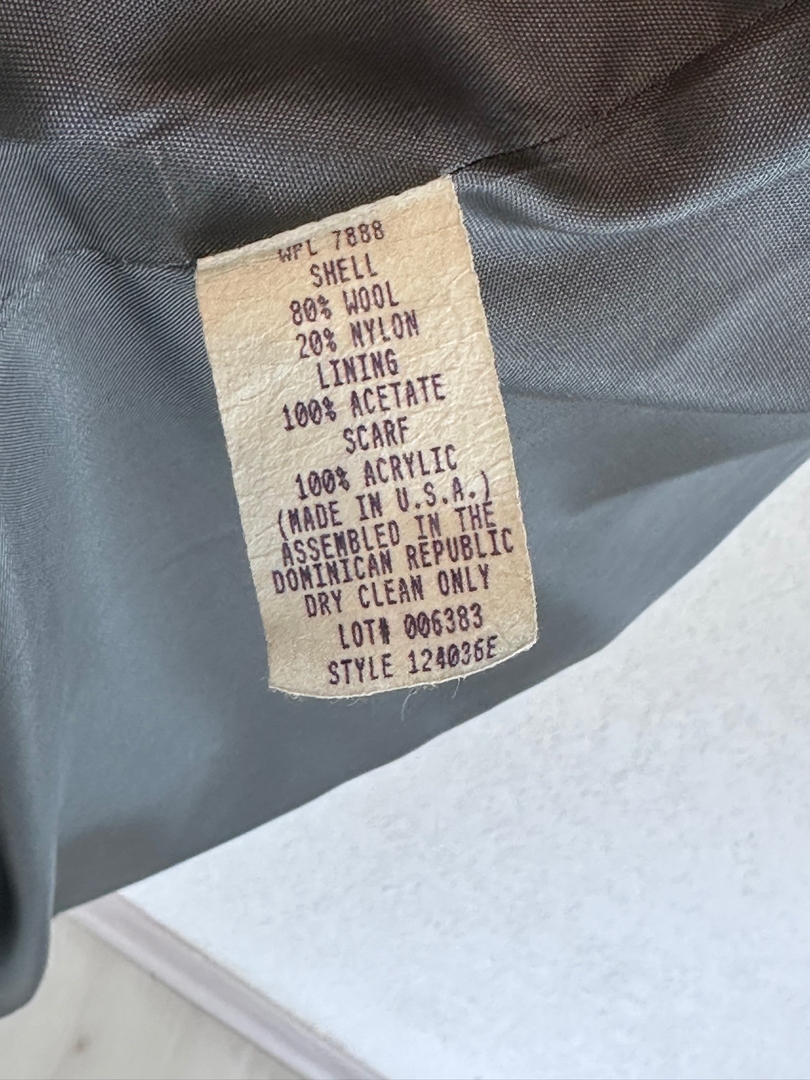 WPL 7888
SHELL
80% WOOL
20% NYLON
LINING
100% ACETATE
SCARF
100% ACRYLIC
(MADE IN U.S.A.)
ASSEMBLED IN THE
DOMINICAN REPUBLIC
DRY CLEAN ONLY
LOT# 006383
STYLE 124036E